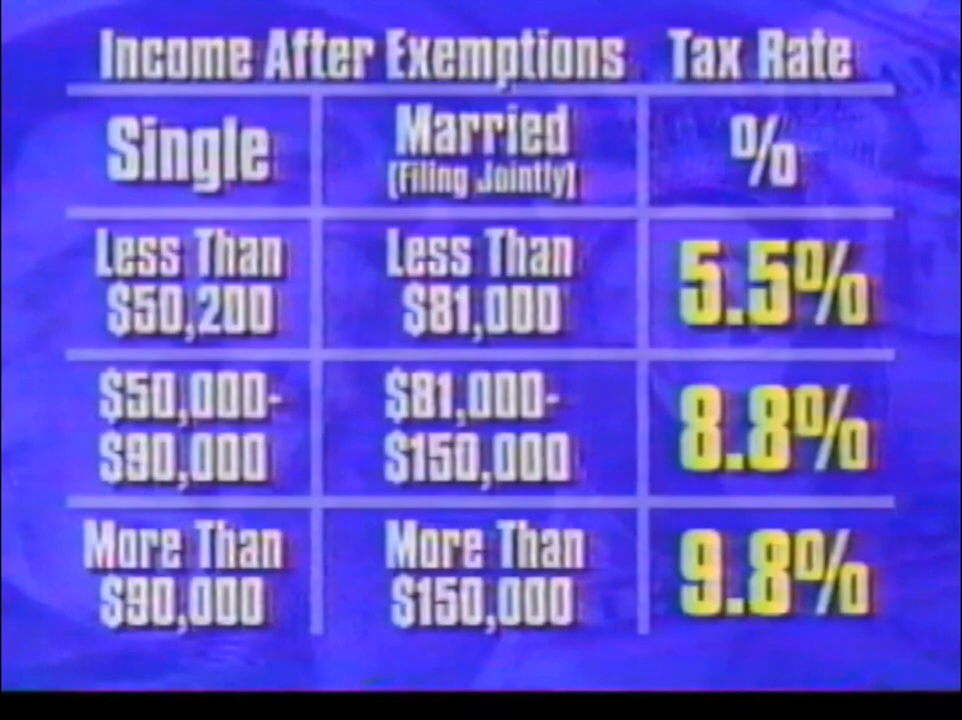 Income After Exemptions Tax Rate
Single Married %
(Filing Jointly)
Less Than Less Than 5.5%
$50,200 $81,000
$50,000- $81,000- 8.8%
$90,000 $150,000
More Than More Than 9.8%
$90,000 $150,000